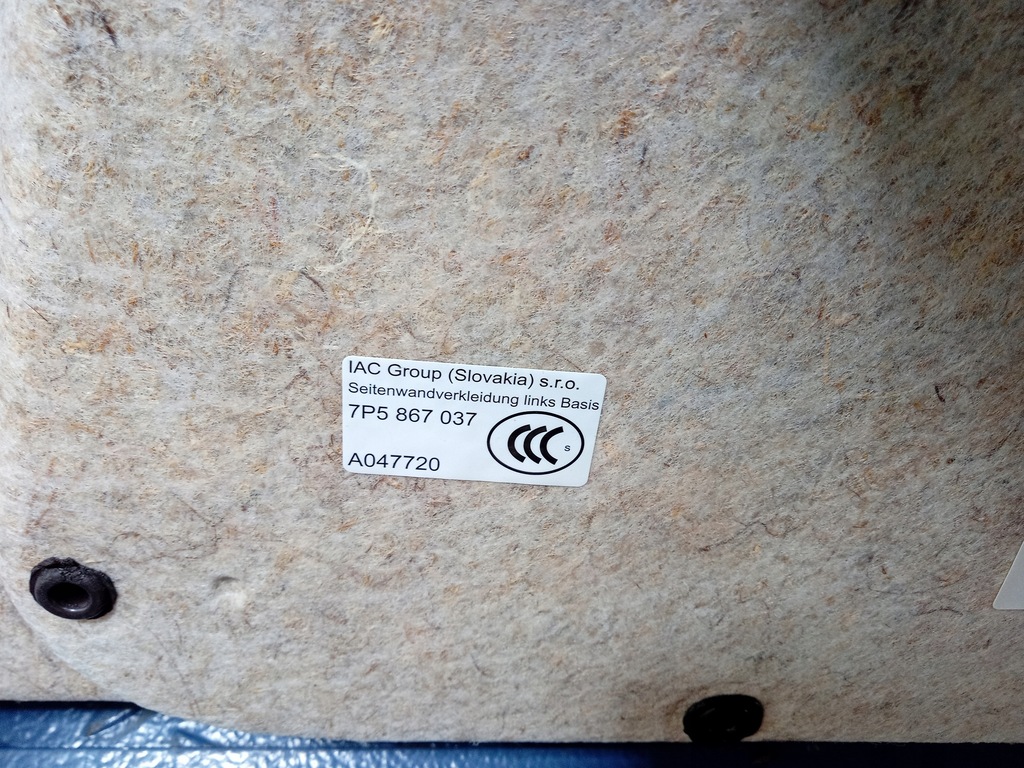 IAC Group (Slovakia) s.r.o.
Seitenwandverkleidung links Basis
7P5 867 037
CCC S
A047720